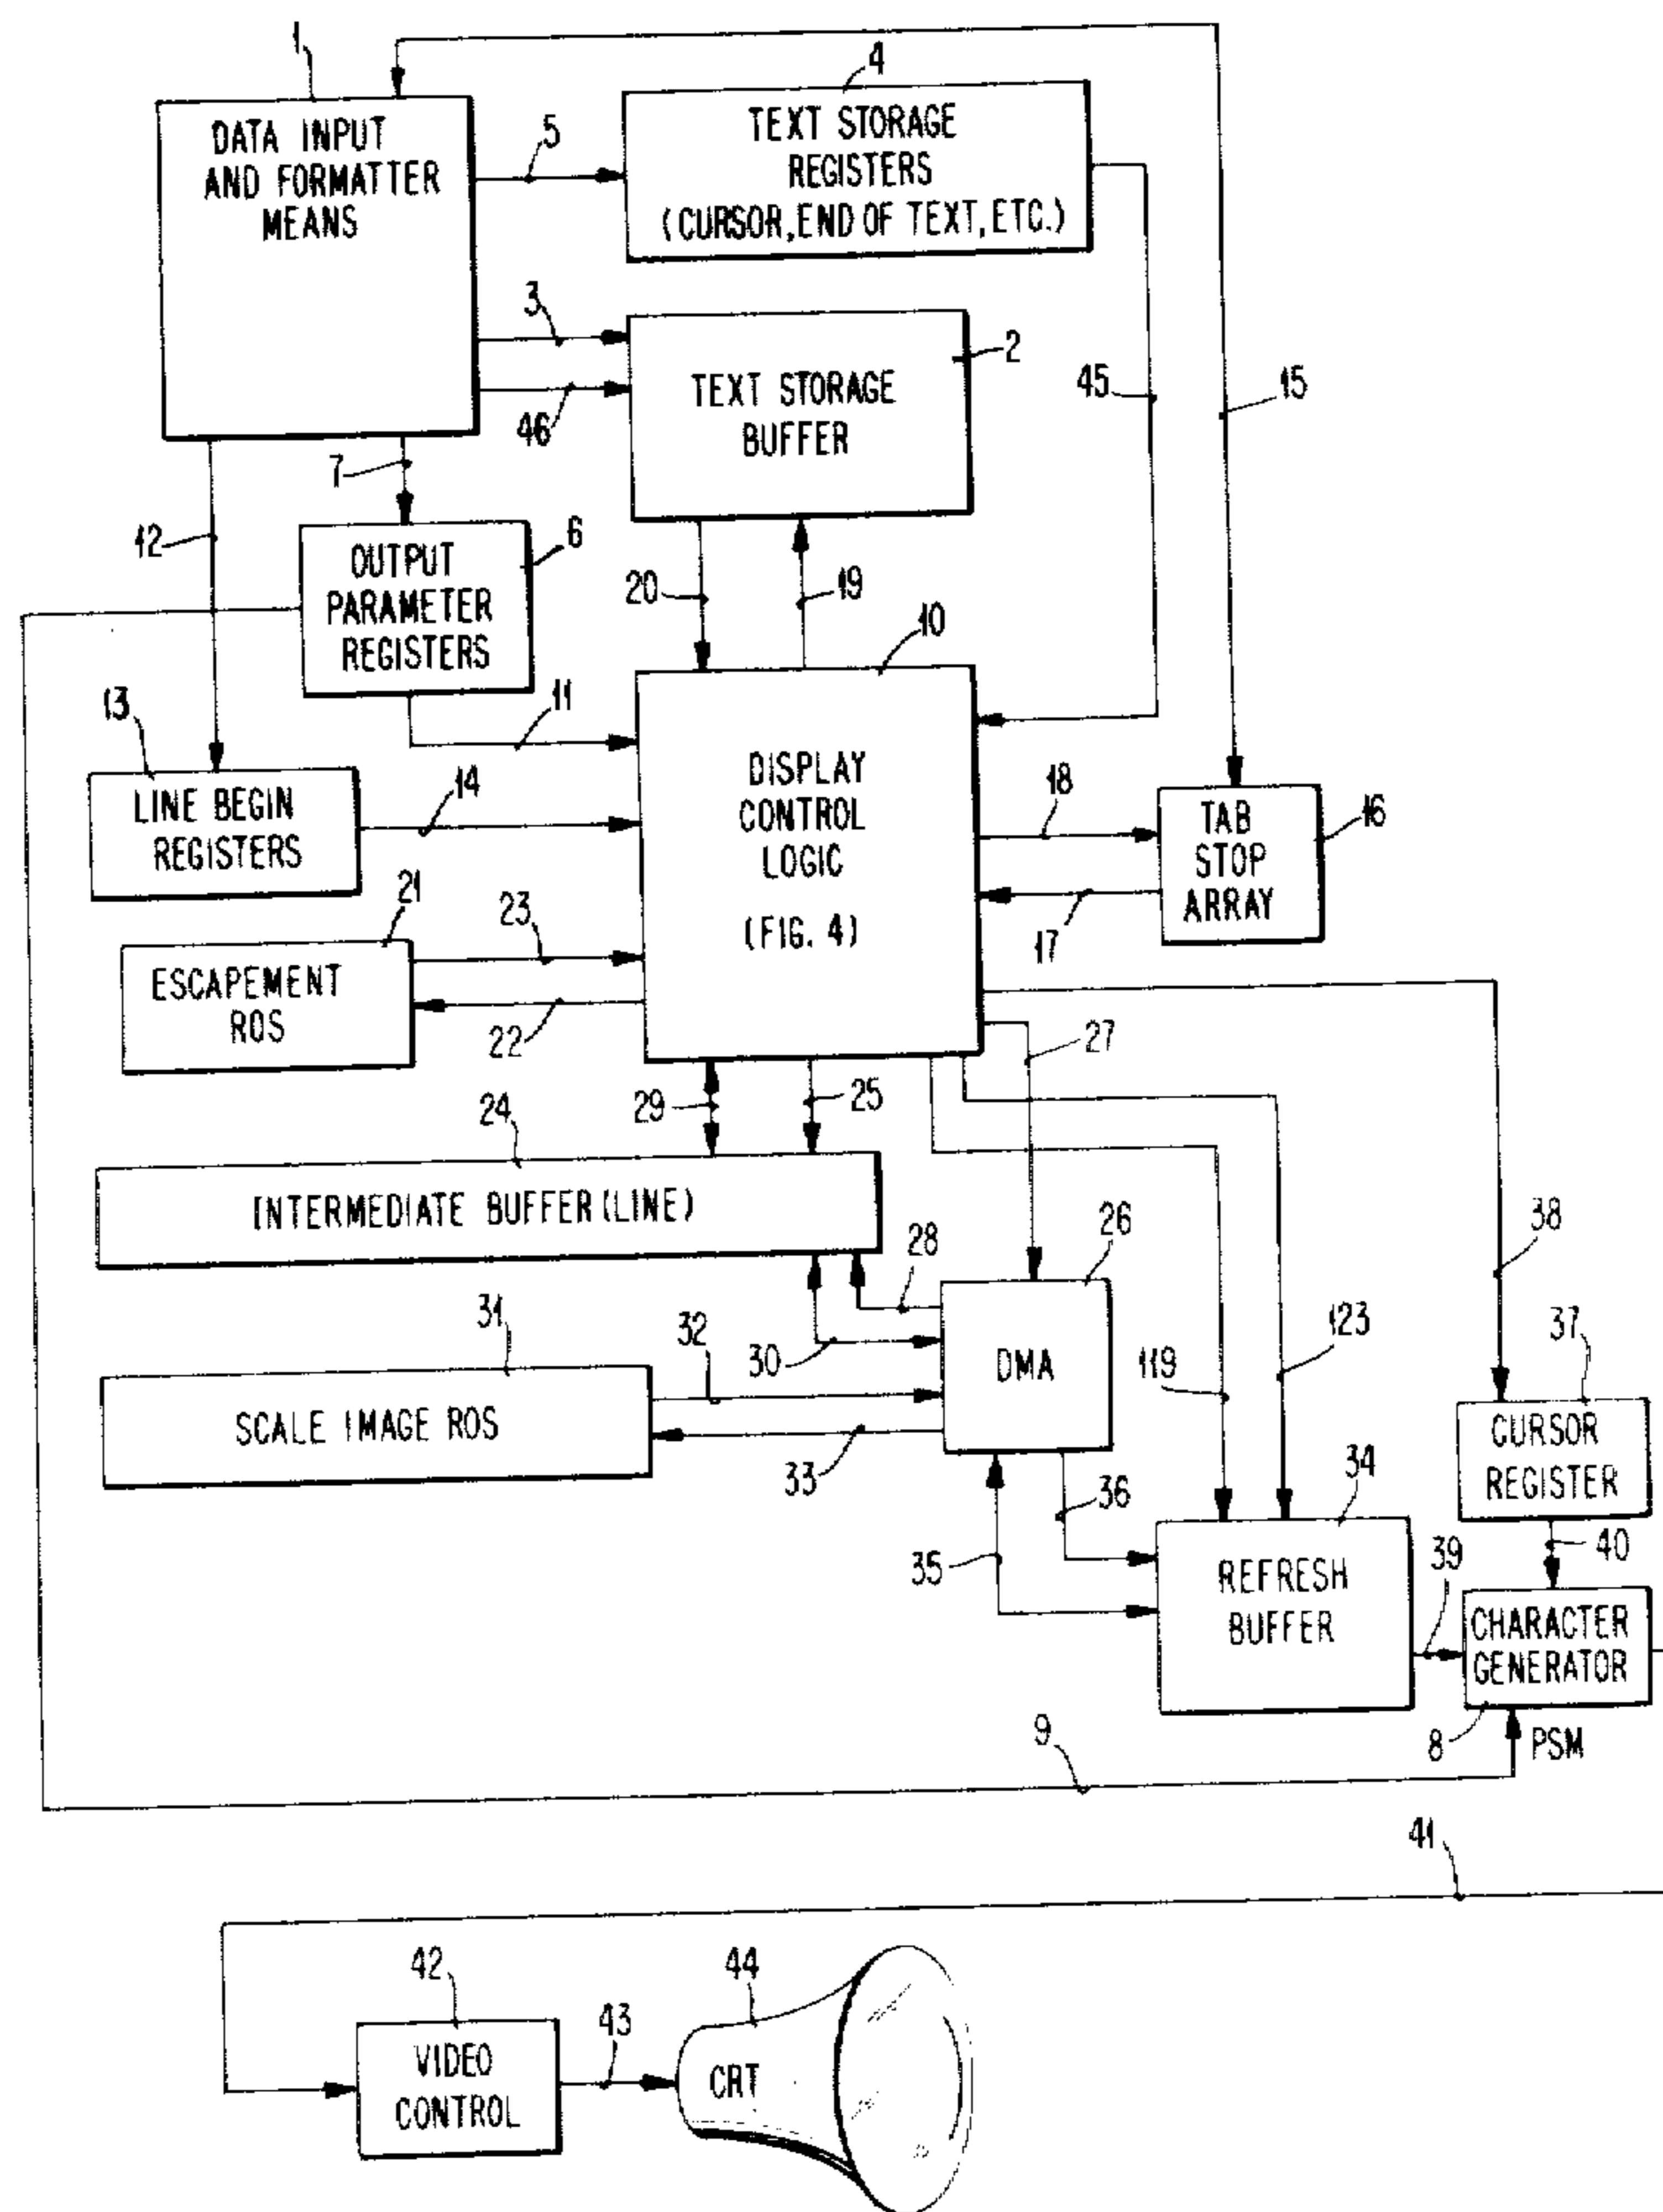 1
4
DATA INPUT
AND FORMATTER
MEANS
5
TEXT STORAGE
REGISTERS
(CURSOR, END OF TEXT, ETC.)
3
2
46
TEXT STORAGE
BUFFER
45
15
7
12
6
OUTPUT
PARAMETER
REGISTERS
20
19
10
11
13
LINE BEGIN
REGISTERS
14
DISPLAY
CONTROL
LOGIC
(FIG. 4)
18
TAB
STOP
ARRAY
16
17
21
23
ESCAPEMENT
ROS
22
27
29
25
24
INTERMEDIATE BUFFER (LINE)
28
26
38
31
32
30
DMA
119
123
37
SCALE IMAGE ROS
33
CURSOR
REGISTER
36
34
35
40
39
REFRESH
BUFFER
CHARACTER
GENERATOR
9
8
PSM
41
42
44
43
VIDEO
CONTROL
CRT